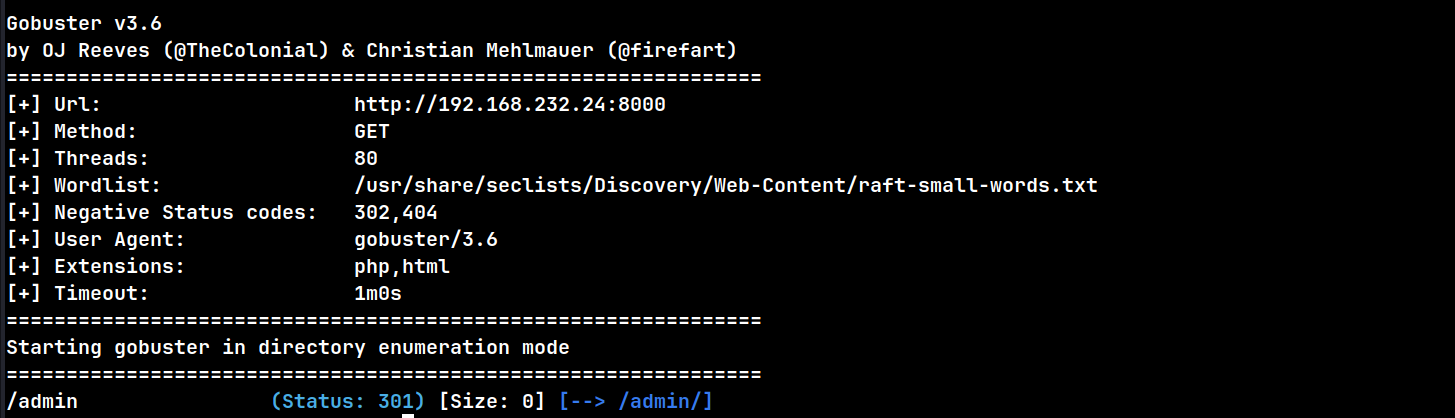 Gobuster v3.6
by OJ Reeves (@TheColonial) & Christian Mehlmauer (@firefart)
===============================================================
[+] Url:                     http://192.168.232.24:8000
[+] Method:                  GET
[+] Threads:                 80
[+] Wordlist:                /usr/share/seclists/Discovery/Web-Content/raft-small-words.txt
[+] Negative Status codes:   302,404
[+] User Agent:              gobuster/3.6
[+] Extensions:              php,html
[+] Timeout:                 1m0s
===============================================================
Starting gobuster in directory enumeration mode
===============================================================
/admin                (Status: 301) [Size: 0] [--> /admin/]